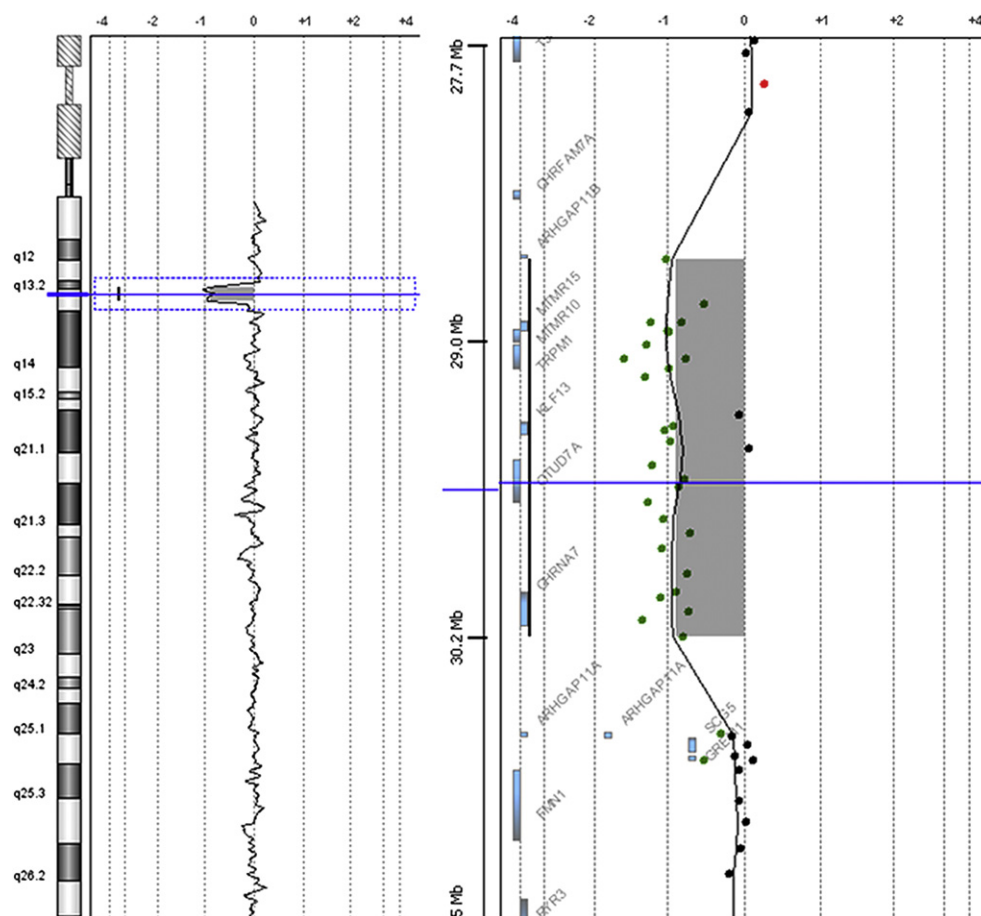 -4 -2 -1 0 +1 +2 +4
q12
q13.2
q14
q15.2
q21.1
q21.3
q22.2
q22.32
q23
q24.2
q25.1
q25.3
q26.2
-4 -2 -1 0 +1 +2 +4
27.7 Mb
CHRFAM7A
ARHGAP11B
MTMR15
MTMR10
29.0 Mb
TRPM1
KLF13
OTUD7A
CHRNA7
30.2 Mb
ARHGAP11A
ARHGAP11A
SCG5
FMN1
5 Mb
RYR3